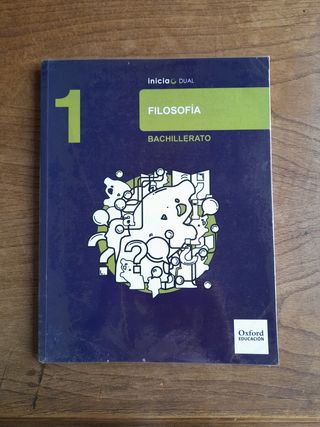 inicia DUAL
1
FILOSOFÍA
BACHILLERATO
?
Oxford
EDUCACIÓN